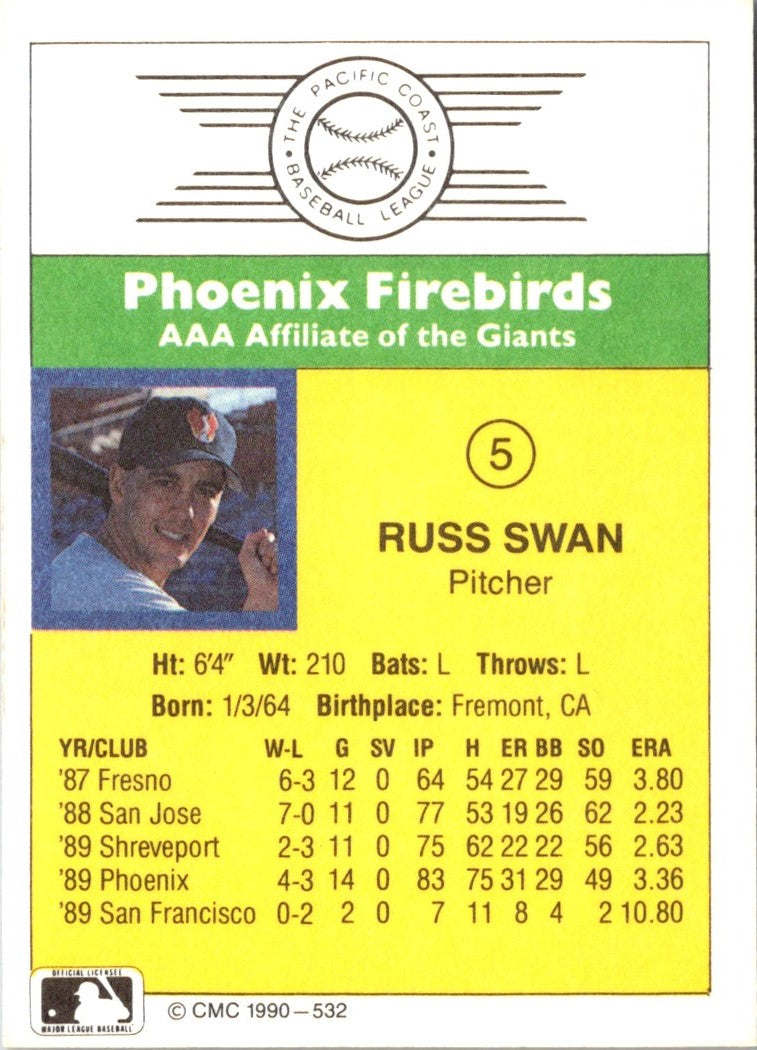 THE PACIFIC COAST
BASEBALL LEAGUE
Phoenix Firebirds
AAA Affiliate of the Giants
5
RUSS SWAN
Pitcher
Ht: 6'4" Wt: 210 Bats: L Throws: L
Born: 1/3/64 Birthplace: Fremont, CA
YR/CLUB W-L G SV IP H ER BB SO ERA
'87 Fresno 6-3 12 0 64 54 27 29 59 3.80
'88 San Jose 7-0 11 0 77 53 19 26 62 2.23
'89 Shreveport 2-3 11 0 75 62 22 22 56 2.63
'89 Phoenix 4-3 14 0 83 75 31 29 49 3.36
'89 San Francisco 0-2 2 0 7 11 8 4 2 10.80
OFFICIAL LICENSEE
MAJOR LEAGUE BASEBALL
© CMC 1990–532